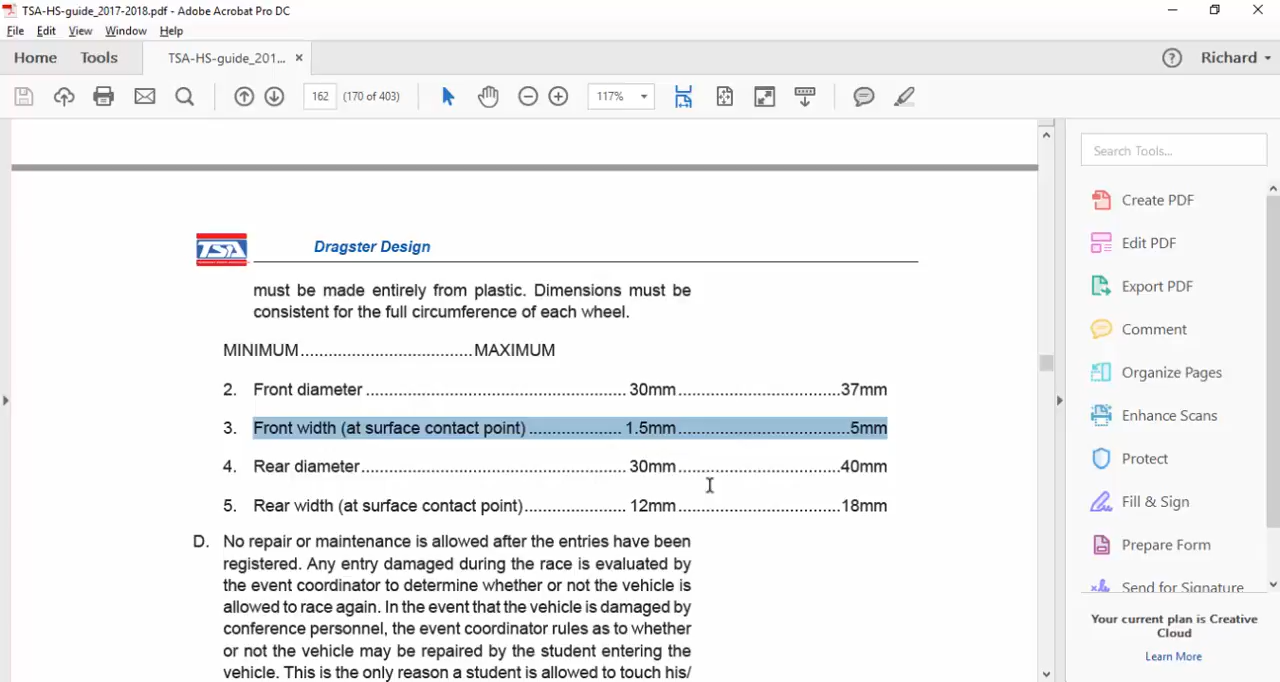 TSA-HS-guide_2017-2018.pdf - Adobe Acrobat Pro DC
File Edit View Window Help
Home Tools TSA-HS-guide_201... × Richard
162 (170 of 403) 117%
Search Tools...
Create PDF
Edit PDF
Export PDF
Comment
Organize Pages
Enhance Scans
Protect
Fill & Sign
Prepare Form
Send for Signature
Your current plan is Creative
Cloud
Learn More
TSA Dragster Design
must be made entirely from plastic. Dimensions must be
consistent for the full circumference of each wheel.
MINIMUM....................................MAXIMUM
2. Front diameter ...................................................... 30mm..................................37mm
3. Front width (at surface contact point) .................... 1.5mm....................................5mm
4. Rear diameter........................................................ 30mm..................................40mm
5. Rear width (at surface contact point)..................... 12mm..................................18mm
D. No repair or maintenance is allowed after the entries have been
registered. Any entry damaged during the race is evaluated by
the event coordinator to determine whether or not the vehicle is
allowed to race again. In the event that the vehicle is damaged by
conference personnel, the event coordinator rules as to whether
or not the vehicle may be repaired by the student entering the
vehicle. This is the only reason a student is allowed to touch his/